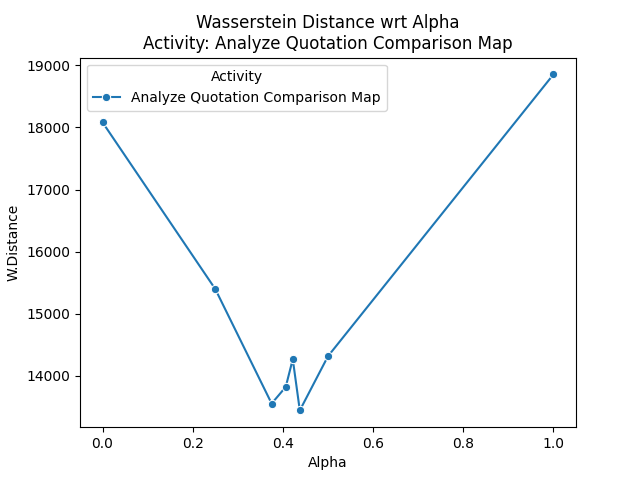 Wasserstein Distance wrt Alpha
Activity: Analyze Quotation Comparison Map
Activity
Analyze Quotation Comparison Map
19000
18000
17000
16000
15000
14000
W.Distance
0.0 0.2 0.4 0.6 0.8 1.0
Alpha